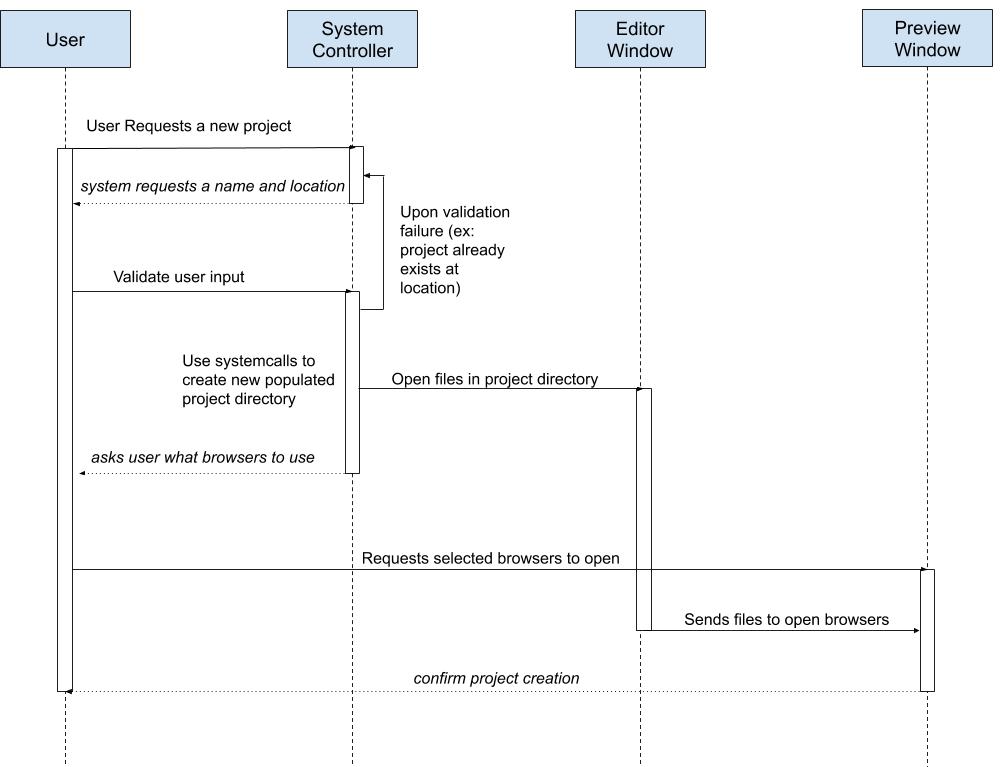 User
System
Controller
Editor
Window
Preview
Window
User Requests a new project
system requests a name and location
Upon validation
failure (ex:
project already
exists at
location)
Validate user input
Use systemcalls to
create new populated
project directory
Open files in project directory
asks user what browsers to use
Requests selected browsers to open
Sends files to open browsers
confirm project creation